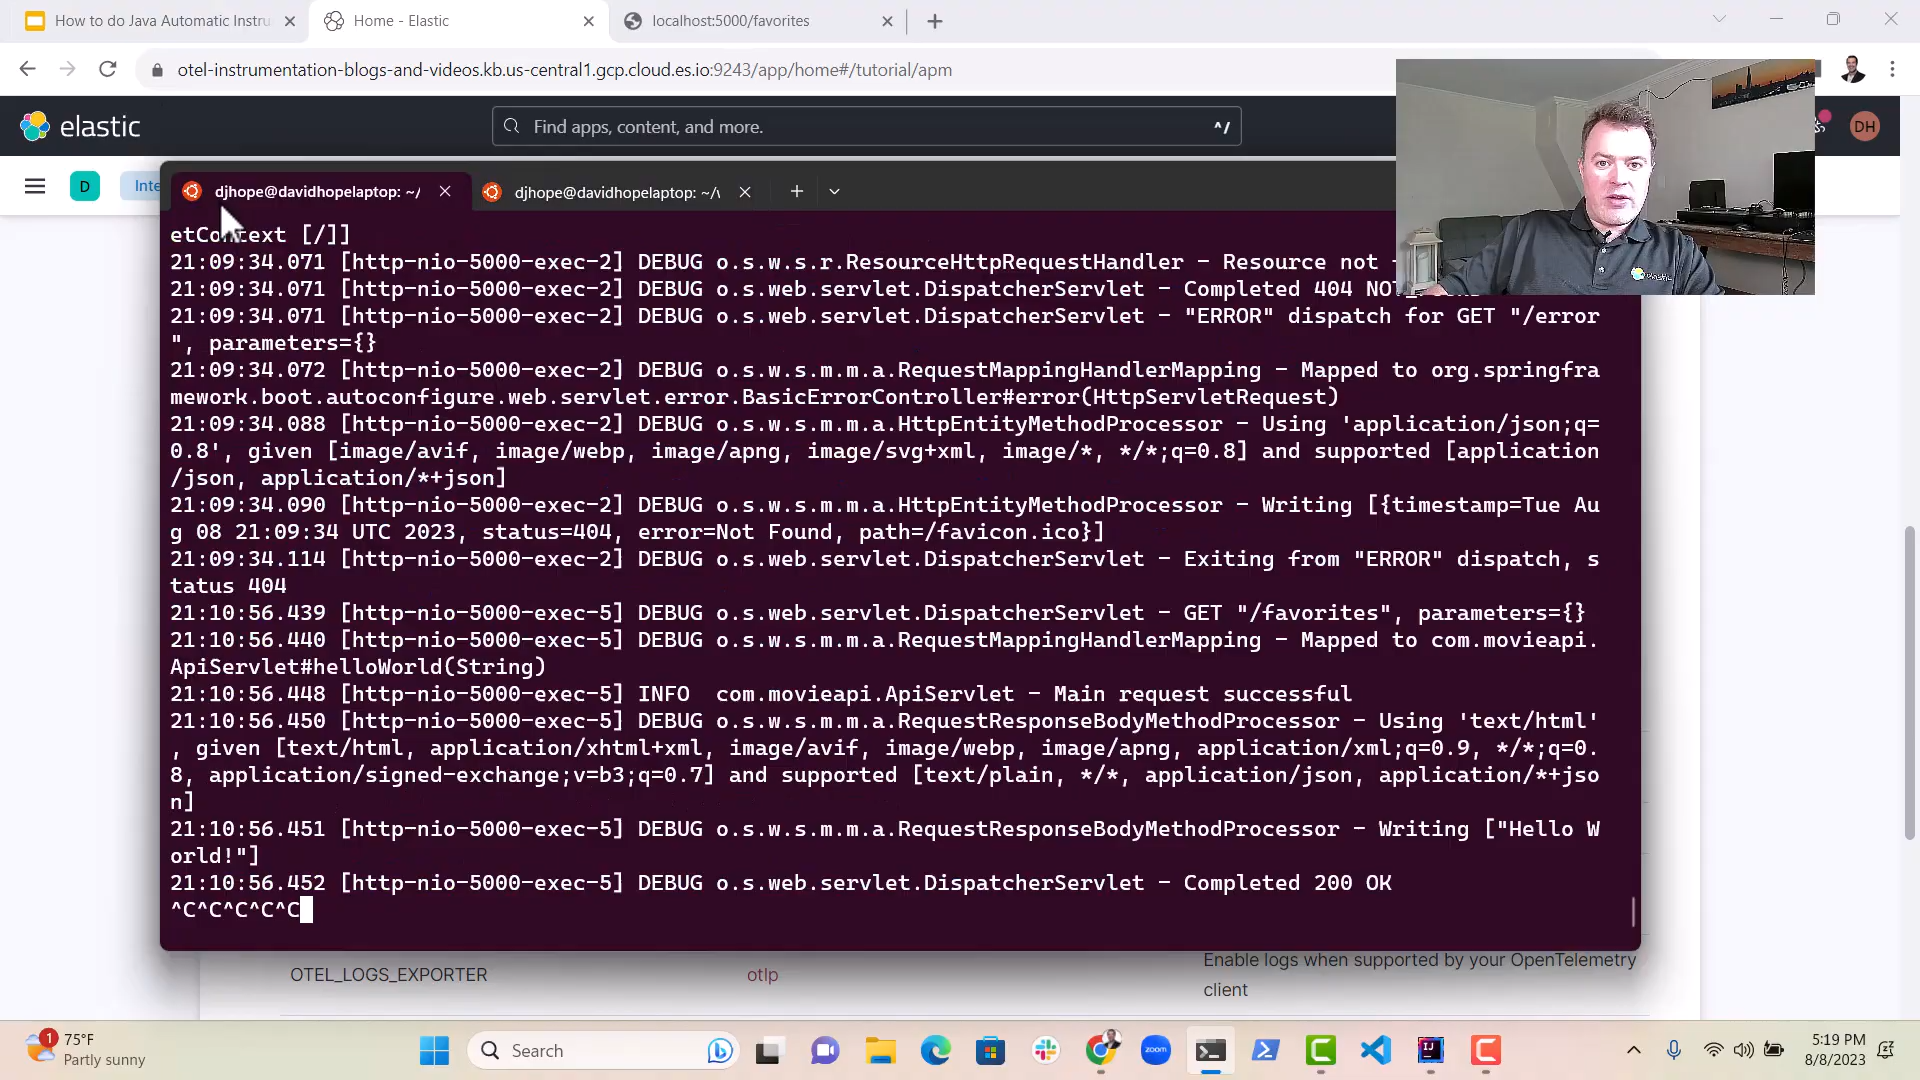 How to do Java Automatic Instru
Home - Elastic
localhost:5000/favorites
otel-instrumentation-blogs-and-videos.kb.us-central1.gcp.cloud.es.io:9243/app/home#/tutorial/apm
elastic
Find apps, content, and more.
^/
DH
D
Inte
djhope@davidhopelaptop: ~/
djhope@davidhopelaptop: ~/v
etContext [/]]
21:09:34.071 [http-nio-5000-exec-2] DEBUG o.s.w.s.r.ResourceHttpRequestHandler - Resource not
21:09:34.071 [http-nio-5000-exec-2] DEBUG o.s.web.servlet.DispatcherServlet - Completed 404
21:09:34.071 [http-nio-5000-exec-2] DEBUG o.s.web.servlet.DispatcherServlet - "ERROR" dispatch for GET "/error
", parameters={}
21:09:34.072 [http-nio-5000-exec-2] DEBUG o.s.w.s.m.m.a.RequestMappingHandlerMapping - Mapped to org.springfra
mework.boot.autoconfigure.web.servlet.error.BasicErrorController#error(HttpServletRequest)
21:09:34.088 [http-nio-5000-exec-2] DEBUG o.s.w.s.m.m.a.HttpEntityMethodProcessor - Using 'application/json;q=
0.8', given [image/avif, image/webp, image/apng, image/svg+xml, image/*, */*;q=0.8] and supported [application
/json, application/*+json]
21:09:34.090 [http-nio-5000-exec-2] DEBUG o.s.w.s.m.m.a.HttpEntityMethodProcessor - Writing [{timestamp=Tue Au
g 08 21:09:34 UTC 2023, status=404, error=Not Found, path=/favicon.ico}]
21:09:34.114 [http-nio-5000-exec-2] DEBUG o.s.web.servlet.DispatcherServlet - Exiting from "ERROR" dispatch, s
tatus 404
21:10:56.439 [http-nio-5000-exec-5] DEBUG o.s.web.servlet.DispatcherServlet - GET "/favorites", parameters={}
21:10:56.440 [http-nio-5000-exec-5] DEBUG o.s.w.s.m.m.a.RequestMappingHandlerMapping - Mapped to com.movieapi.
ApiServlet#helloWorld(String)
21:10:56.448 [http-nio-5000-exec-5] INFO  com.movieapi.ApiServlet - Main request successful
21:10:56.450 [http-nio-5000-exec-5] DEBUG o.s.w.s.m.m.a.RequestResponseBodyMethodProcessor - Using 'text/html'
, given [text/html, application/xhtml+xml, image/avif, image/webp, image/apng, application/xml;q=0.9, */*;q=0.
8, application/signed-exchange;v=b3;q=0.7] and supported [text/plain, */*, application/json, application/*+jso
n]
21:10:56.451 [http-nio-5000-exec-5] DEBUG o.s.w.s.m.m.a.RequestResponseBodyMethodProcessor - Writing ["Hello W
orld!"]
21:10:56.452 [http-nio-5000-exec-5] DEBUG o.s.web.servlet.DispatcherServlet - Completed 200 OK
^C^C^C^C^C
OTEL_LOGS_EXPORTER
otlp
Enable logs when supported by your OpenTelemetry
client
1
75°F
Partly sunny
Search
zoom
5:19 PM
8/8/2023